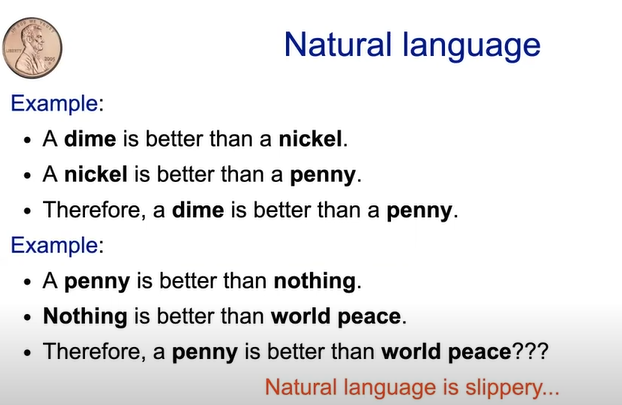 Natural language
Example:
• A dime is better than a nickel.
• A nickel is better than a penny.
• Therefore, a dime is better than a penny.
Example:
• A penny is better than nothing.
• Nothing is better than world peace.
• Therefore, a penny is better than world peace???
Natural language is slippery...